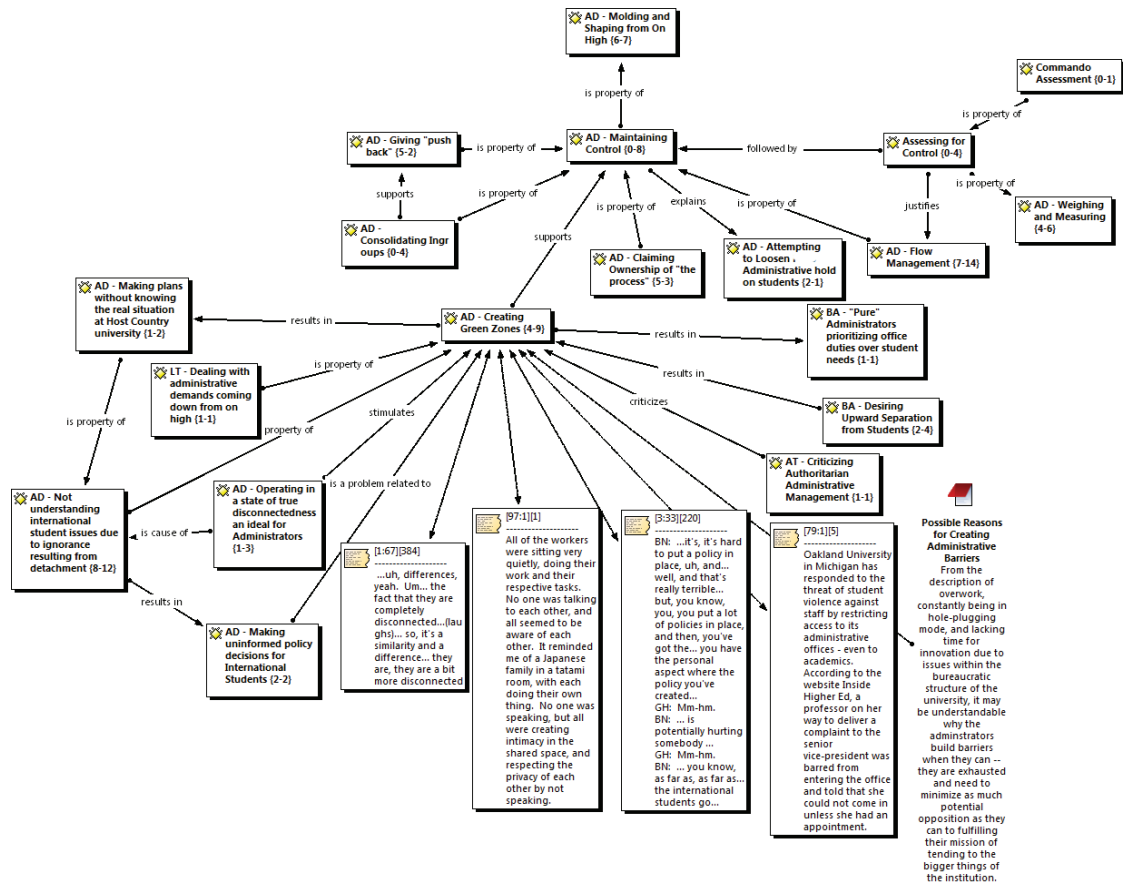 AD - Molding and
Shaping from On
High {6-7}
Commando
Assessment {0-1}
is property of
is property of
AD - Giving "push
back" {5-2}
is property of
AD - Maintaining
Control {0-8}
followed by
Assessing for
Control {0-4}
is property of
supports
is property of
explains
is property of
justifies
is property of
AD - Weighing
and Measuring
{4-6}
AD -
Consolidating Ingr
oups {0-4}
supports
AD - Claiming
Ownership of "the
process" {5-3}
AD - Attempting
to Loosen
Administrative hold
on students {2-1}
AD - Flow
Management {7-14}
AD - Making plans
without knowing
the real situation
at Host Country
university {1-2}
results in
AD - Creating
Green Zones {4-9}
results in
BA - "Pure"
Administrators
prioritizing office
duties over student
needs {1-1}
is property of
LT - Dealing with
administrative
demands coming
down from on
high {1-1}
results in
BA - Desiring
Upward Separation
from Students {2-4}
is property of
stimulates
criticizes
property of
AT - Criticizing
Authoritarian
Administrative
Management {1-1}
is a problem related to
AD - Not
understanding
international
student issues due
to ignorance
resulting from
detachment {8-12}
is cause of
AD - Operating in
a state of true
disconnectedness
an ideal for
Administrators
{1-3}
results in
AD - Making
uninformed policy
decisions for
International
Students {2-2}
[1:67][384]
--------------------
...uh, differences,
yeah. Um... the
fact that they are
completely
disconnected...(lau
ghs)... so, it's a
similarity and a
difference... they
are, they are a bit
more disconnected
[97:1][1]
--------------------
All of the workers
were sitting very
quietly, doing their
work and their
respective tasks.
No one was talking
to each other, and
all seemed to be
aware of each
other. It reminded
me of a Japanese
family in a tatami
room, with each
doing their own
thing. No one was
speaking, but all
were creating
intimacy in the
shared space, and
respecting the
privacy of each
other by not
speaking.
[3:33][220]
--------------------
BN: ...it's, it's hard
to put a policy in
place, uh, and...
well, and that's
really terrible...
but, you know,
you, you put a lot
of policies in place,
and then, you've
got the... you have
the personal
aspect where the
policy you've
created...
GH: Mm-hm.
BN: ... is
potentially hurting
somebody ...
GH: Mm-hm.
BN: ... you know,
as far as, as far as...
the international
students go...
[79:1][5]
--------------------
Oakland University
in Michigan has
responded to the
threat of student
violence against
staff by restricting
access to its
administrative
offices - even to
academics.
According to the
website Inside
Higher Ed, a
professor on her
way to deliver a
complaint to the
senior
vice-president was
barred from
entering the office
and told that she
could not come in
unless she had an
appointment.
Possible Reasons
for Creating
Administrative
Barriers
From the
description of
overwork,
constantly being in
hole-plugging
mode, and lacking
time for
innovation due to
issues within the
bureaucratic
structure of the
university, it may
be understandable
why the
adminstrators
build barriers
when they can --
they are exhausted
and need to
minimize as much
potential
opposition as they
can to fulfilling
their mission of
tending to the
bigger things of
the institution.